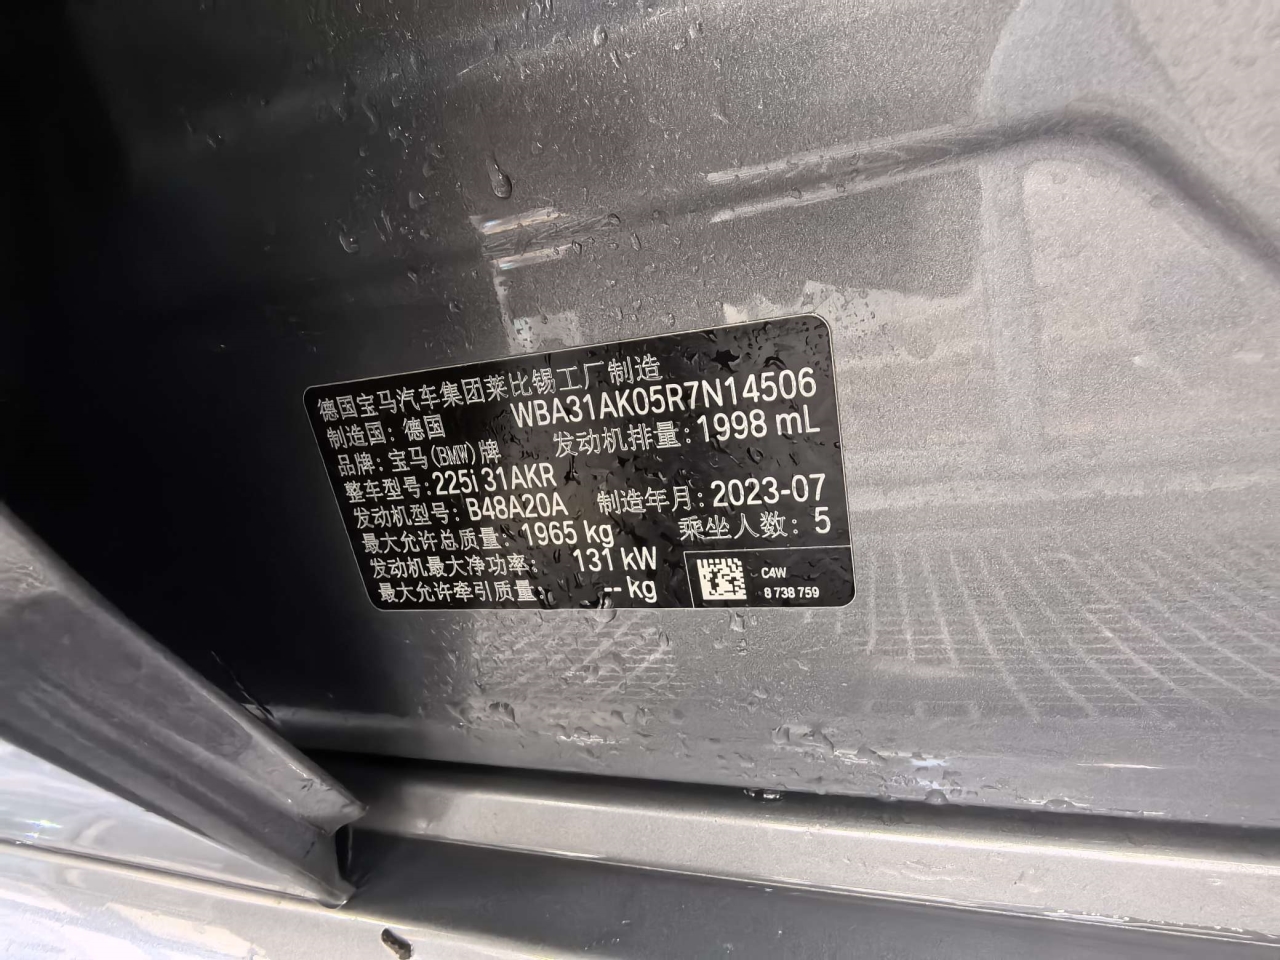 德国宝马汽车集团莱比锡工厂制造
制造国：德国 WBA31AK05R7N14506
品牌：宝马(BMW)牌 发动机排量：1998 mL
整车型号：225i 31AKR
发动机型号：B48A20A 制造年月：2023-07
最大允许总质量：1965 kg 乘坐人数：5
发动机最大净功率：131 kW
最大允许牵引质量：-- kg
C4W
8 738 759